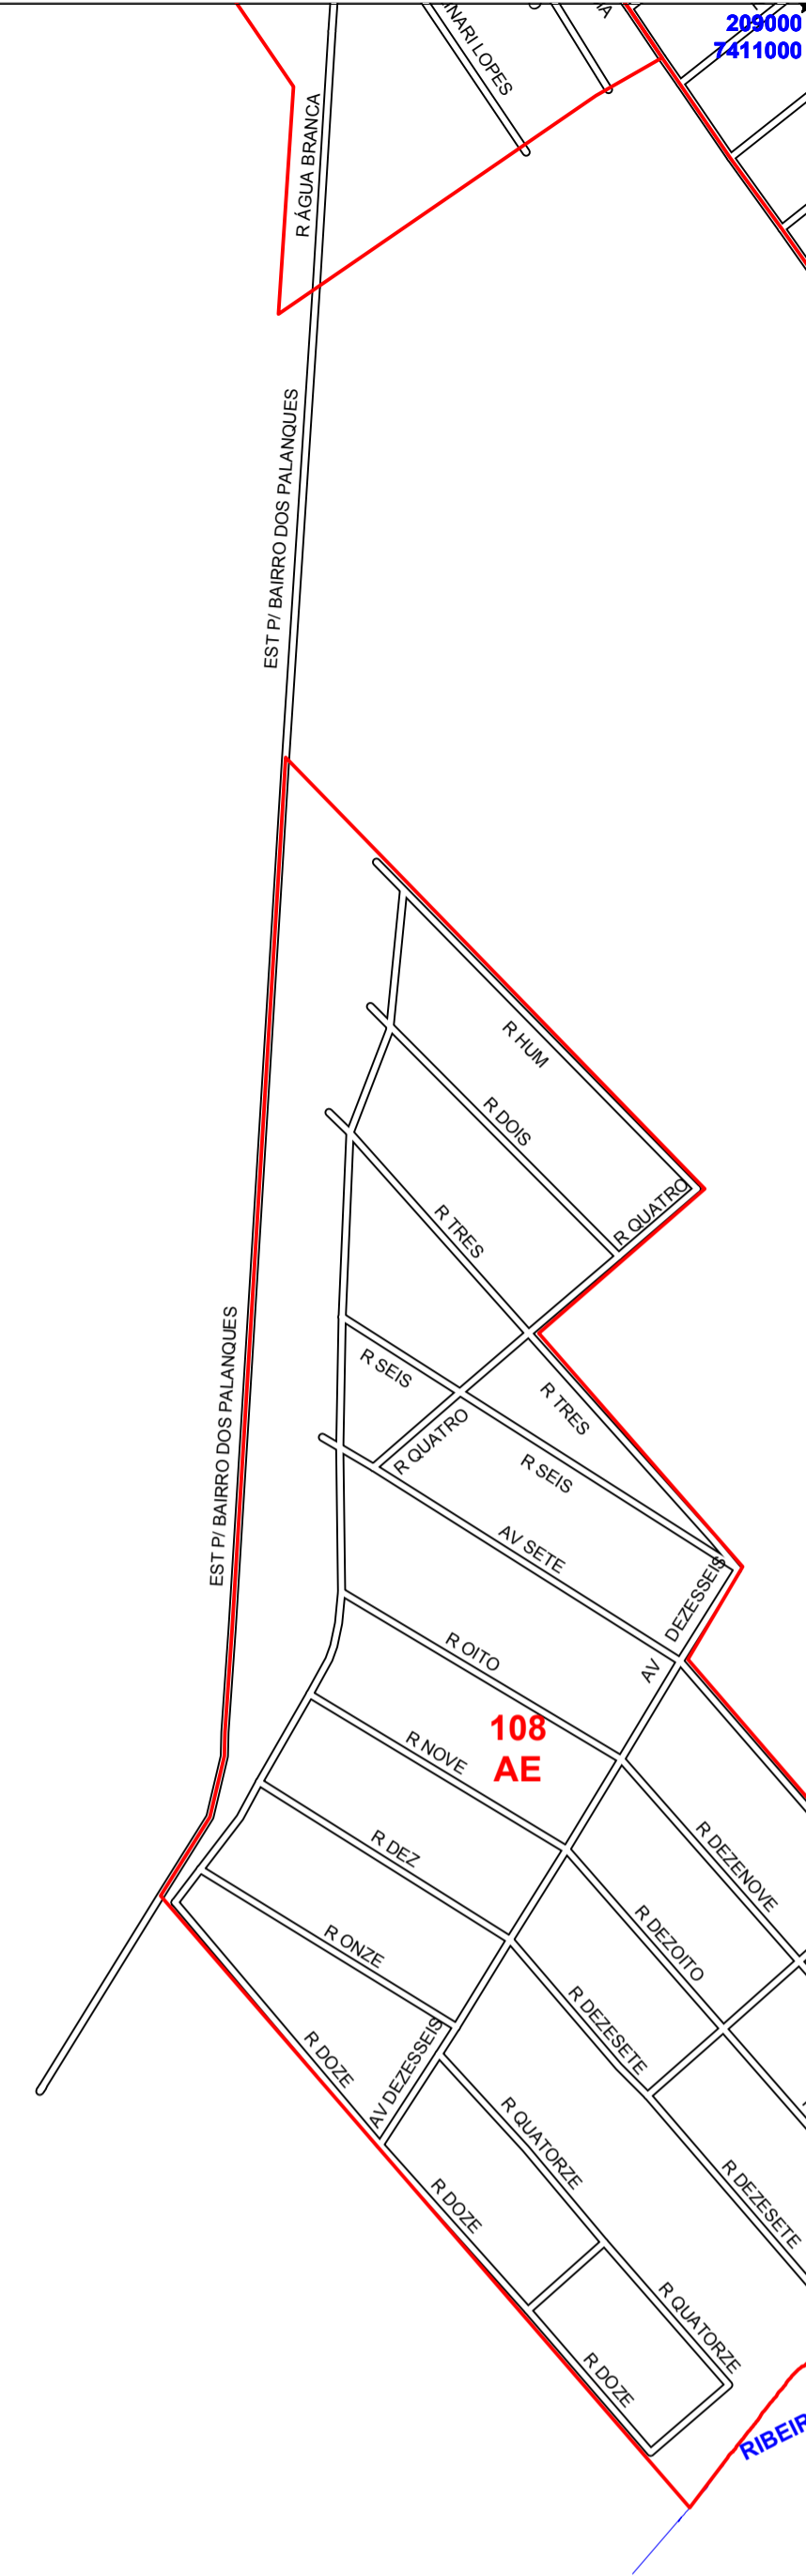 209000
7411000
R ÁGUA BRANCA
LOPES
EST P/ BAIRRO DOS PALANQUES
R HUM
R DOIS
R QUATRO
R TRES
R SEIS
R TRES
R QUATRO
R SEIS
EST P/ BAIRRO DOS PALANQUES
AV SETE
AV DEZESSEIS
R OITO
108
AE
R NOVE
R DEZ
R DEZENOVE
R ONZE
R DEZOITO
R DEZESETE
R DOZE
AV DEZESSEIS
R QUATORZE
R DEZESETE
R DOZE
R QUATORZE
R DOZE